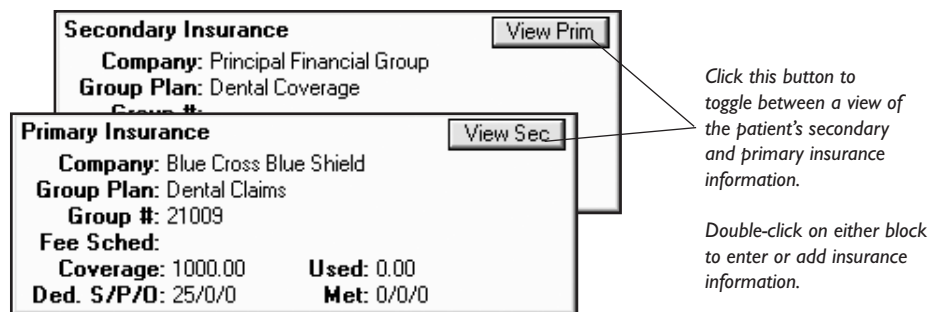 Secondary Insurance
View Prim
Company: Principal Financial Group
Group Plan: Dental Coverage
Group #:
Primary Insurance
View Sec
Company: Blue Cross Blue Shield
Group Plan: Dental Claims
Group #: 21009
Fee Sched:
Coverage: 1000.00 Used: 0.00
Ded. S/P/O: 25/0/0 Met: 0/0/0
Click this button to
toggle between a view of
the patient's secondary
and primary insurance
information.
Double-click on either block
to enter or add insurance
information.